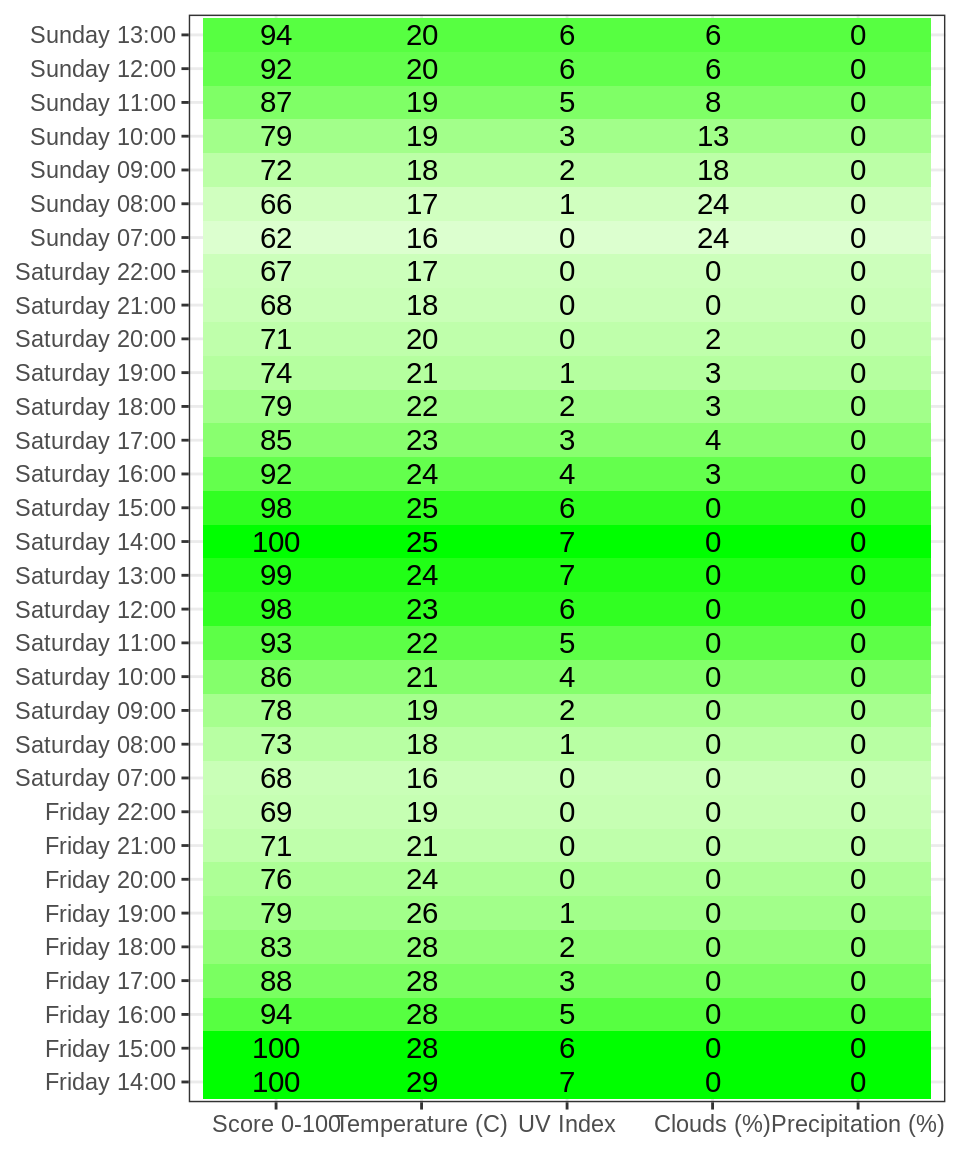 Sunday 13:00 94 20 6 6 0
Sunday 12:00 92 20 6 6 0
Sunday 11:00 87 19 5 8 0
Sunday 10:00 79 19 3 13 0
Sunday 09:00 72 18 2 18 0
Sunday 08:00 66 17 1 24 0
Sunday 07:00 62 16 0 24 0
Saturday 22:00 67 17 0 0 0
Saturday 21:00 68 18 0 0 0
Saturday 20:00 71 20 0 2 0
Saturday 19:00 74 21 1 3 0
Saturday 18:00 79 22 2 3 0
Saturday 17:00 85 23 3 4 0
Saturday 16:00 92 24 4 3 0
Saturday 15:00 98 25 6 0 0
Saturday 14:00 100 25 7 0 0
Saturday 13:00 99 24 7 0 0
Saturday 12:00 98 23 6 0 0
Saturday 11:00 93 22 5 0 0
Saturday 10:00 86 21 4 0 0
Saturday 09:00 78 19 2 0 0
Saturday 08:00 73 18 1 0 0
Saturday 07:00 68 16 0 0 0
Friday 22:00 69 19 0 0 0
Friday 21:00 71 21 0 0 0
Friday 20:00 76 24 0 0 0
Friday 19:00 79 26 1 0 0
Friday 18:00 83 28 2 0 0
Friday 17:00 88 28 3 0 0
Friday 16:00 94 28 5 0 0
Friday 15:00 100 28 6 0 0
Friday 14:00 100 29 7 0 0
Score 0-100 Temperature (C) UV Index Clouds (%) Precipitation (%)